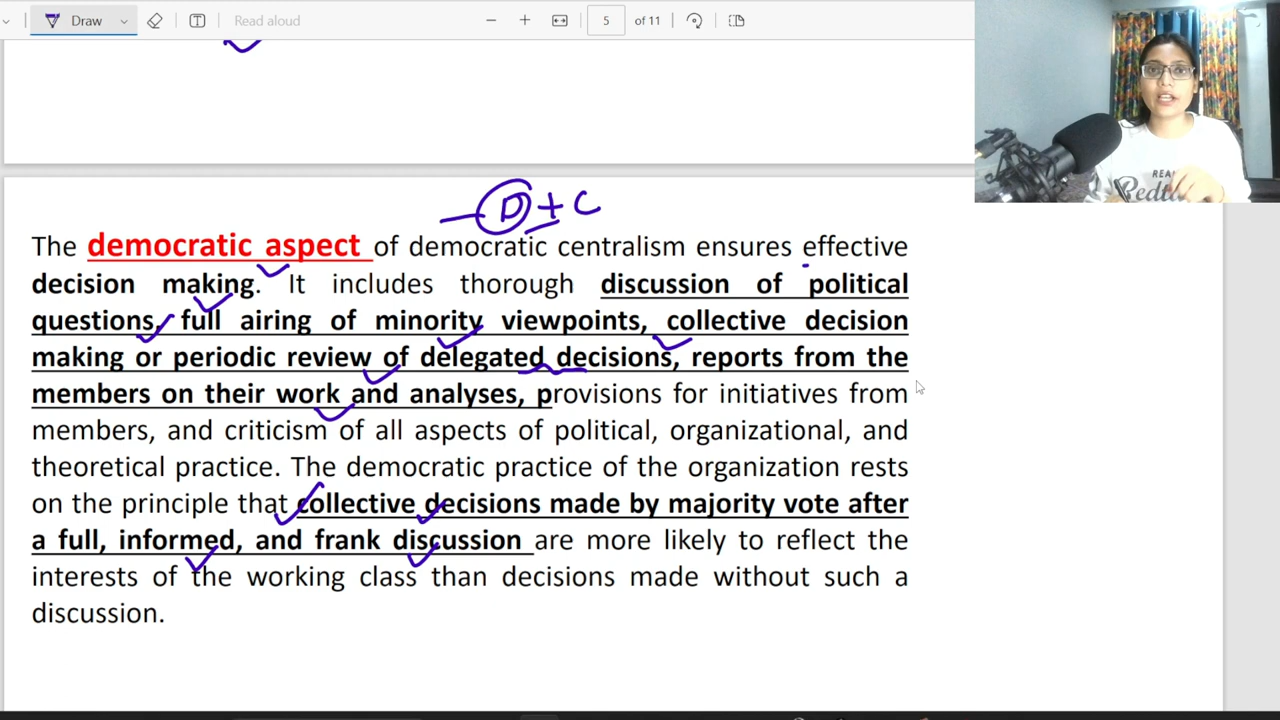 Draw
Read aloud
5 of 11
D + C
The democratic aspect of democratic centralism ensures effective
decision making. It includes thorough discussion of political
questions, full airing of minority viewpoints, collective decision
making or periodic review of delegated decisions, reports from the
members on their work and analyses, provisions for initiatives from
members, and criticism of all aspects of political, organizational, and
theoretical practice. The democratic practice of the organization rests
on the principle that collective decisions made by majority vote after
a full, informed, and frank discussion are more likely to reflect the
interests of the working class than decisions made without such a
discussion.